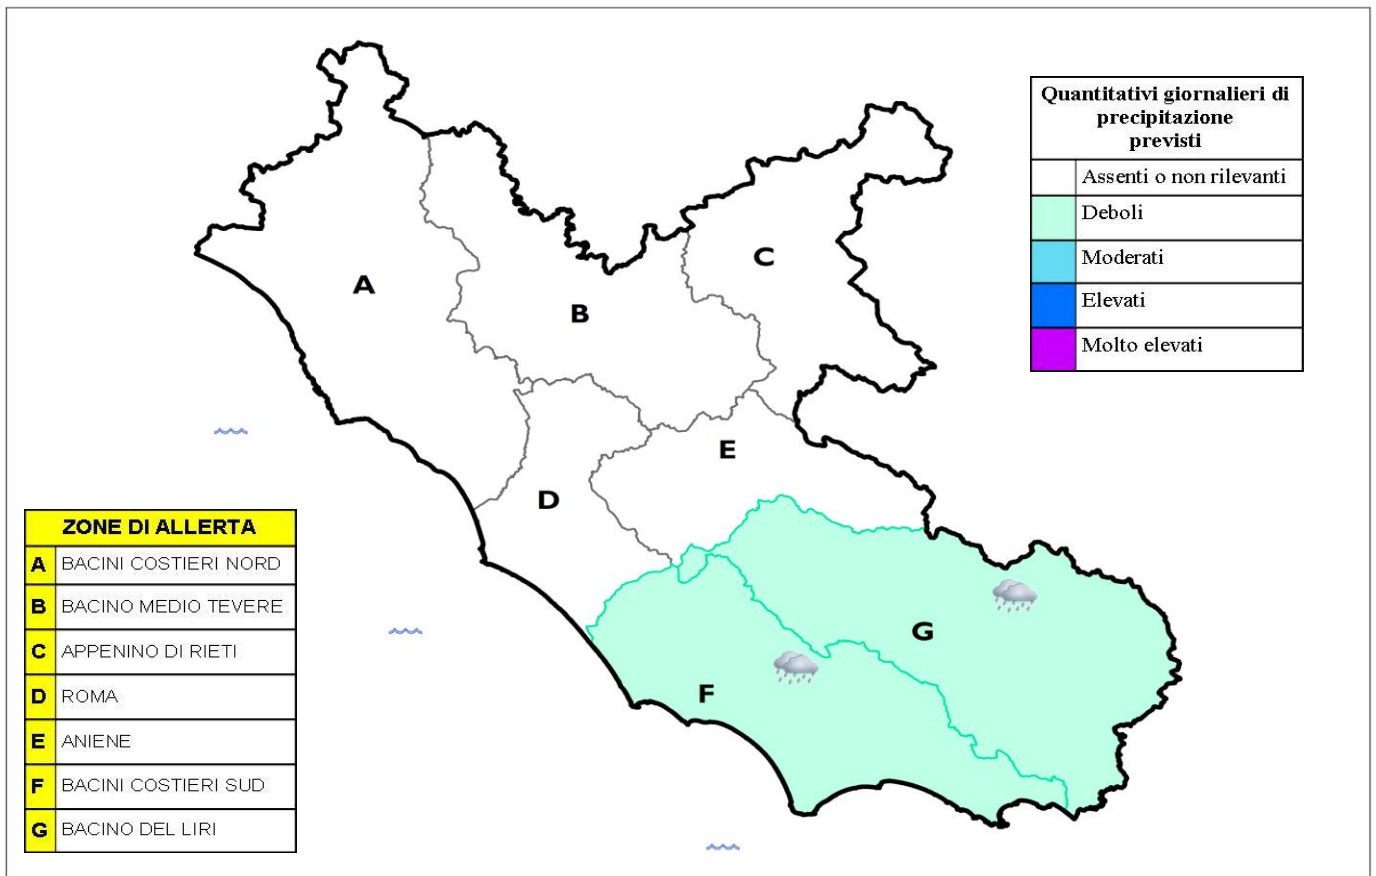 Quantitativi giornalieri di
precipitazione
previsti
Assenti o non rilevanti
Deboli
Moderati
Elevati
Molto elevati
A
B
C
D
E
F
G
ZONE DI ALLERTA
A BACINI COSTIERI NORD
B BACINO MEDIO TEVERE
C APPENINO DI RIETI
D ROMA
E ANIENE
F BACINI COSTIERI SUD
G BACINO DEL LIRI